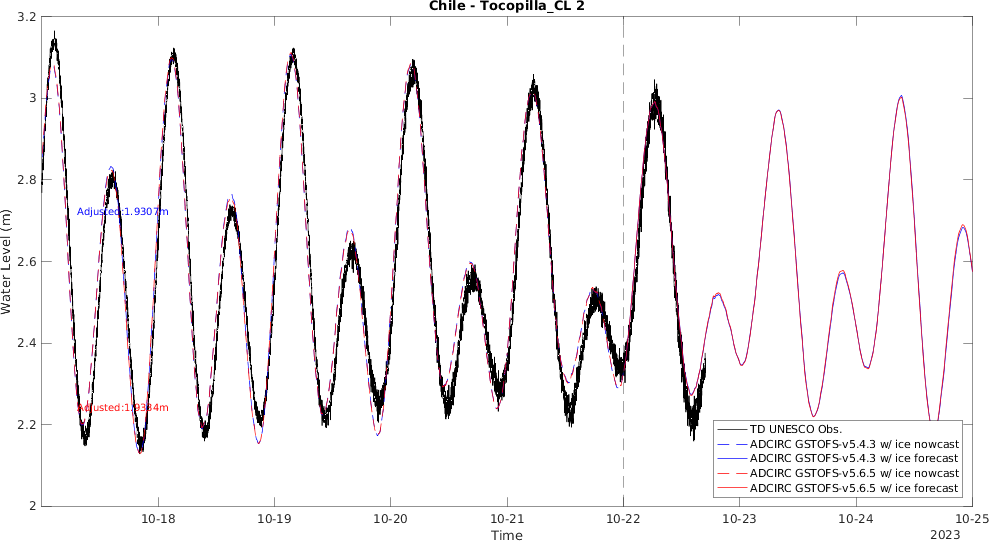 Chile - Tocopilla_CL 2
Water Level (m)
3.2
3
2.8
2.6
2.4
2.2
2
Adjusted:1.9307m
TD UNESCO Obs.
ADCIRC GSTOFS-v5.4.3 w/ ice nowcast
ADCIRC GSTOFS-v5.4.3 w/ ice forecast
ADCIRC GSTOFS-v5.6.5 w/ ice nowcast
ADCIRC GSTOFS-v5.6.5 w/ ice forecast
10-18
10-19
10-20
10-21
10-22
10-23
10-24
10-25
Time
2023